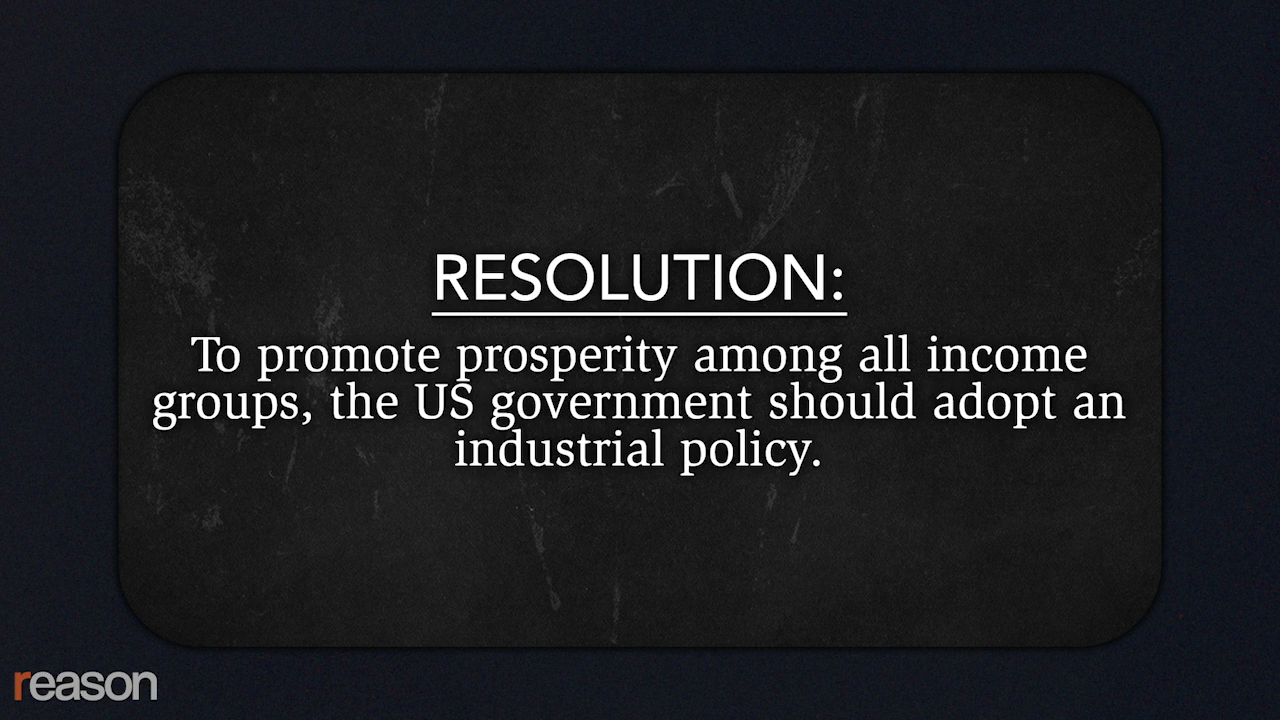 RESOLUTION:
To promote prosperity among all income
groups, the US government should adopt an
industrial policy.
reason